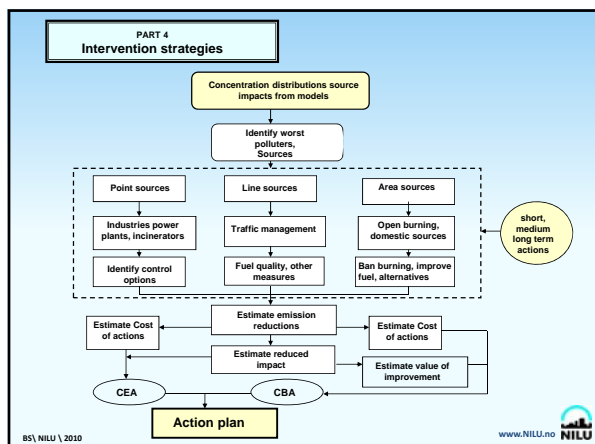 PART 4
Intervention strategies
Concentration distributions source
impacts from models
Identify worst
polluters,
Sources
Point sources
Line sources
Area sources
Industries power
plants, incinerators
Traffic management
Open burning,
domestic sources
short,
medium
long term
actions
Identify control
options
Fuel quality, other
measures
Ban burning, improve
fuel, alternatives
Estimate emission
reductions
Estimate Cost
of actions
Estimate Cost
of actions
Estimate reduced
impact
Estimate value of
improvement
CEA
CBA
Action plan
BS\ NILU \ 2010
www.NILU.no
NILU